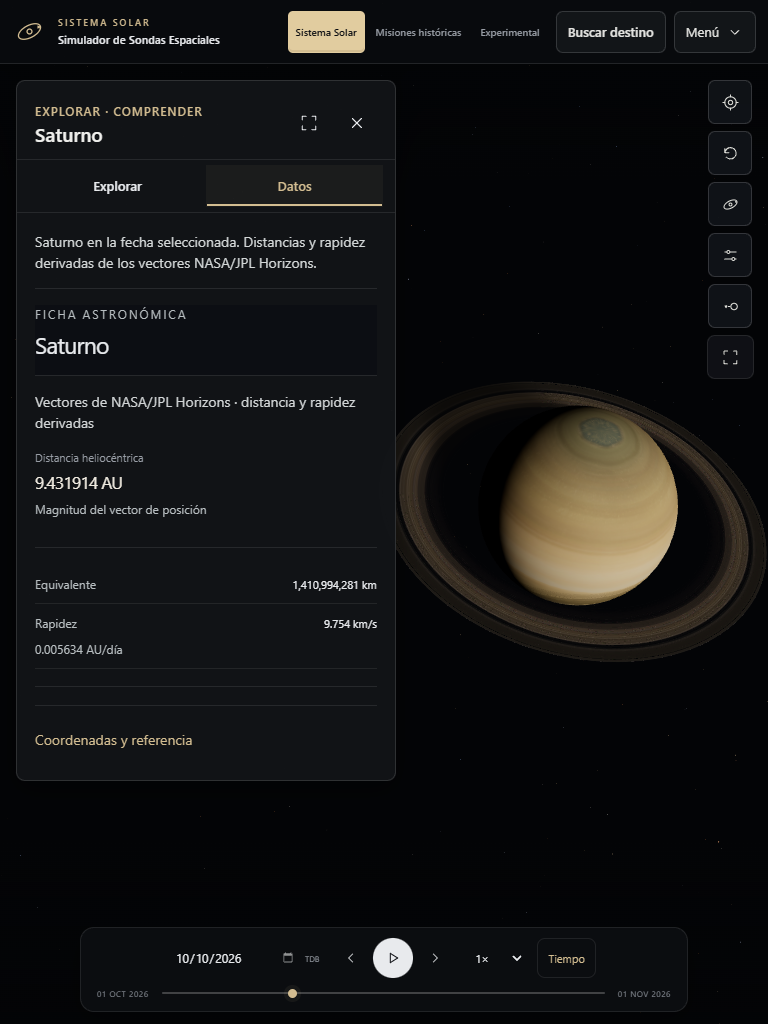 SISTEMA SOLAR
Simulador de Sondas Espaciales
Sistema Solar
Misiones históricas
Experimental
Buscar destino
Menú
EXPLORAR · COMPRENDER
Saturno
Explorar
Datos
Saturno en la fecha seleccionada. Distancias y rapidez
derivadas de los vectores NASA/JPL Horizons.
FICHA ASTRONÓMICA
Saturno
Vectores de NASA/JPL Horizons · distancia y rapidez
derivadas
Distancia heliocéntrica
9.431914 AU
Magnitud del vector de posición
Equivalente 1,410,994,281 km
Rapidez 9.754 km/s
0.005634 AU/día
Coordenadas y referencia
10/10/2026 TDB 1× Tiempo
01 OCT 2026 01 NOV 2026